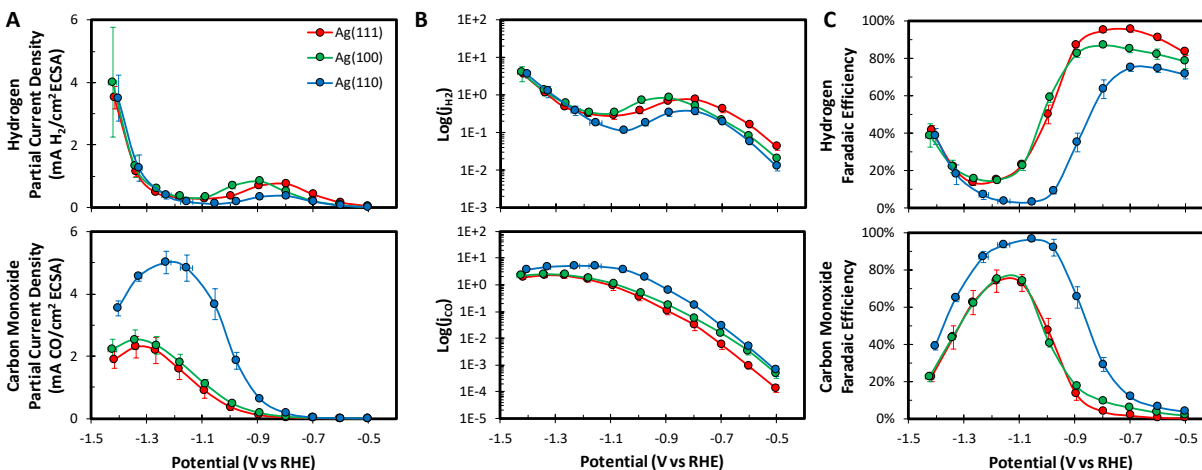 A
Hydrogen
Partial Current Density
(mA H2/cm2 ECSA)
6
4
2
0
Ag(111)
Ag(100)
Ag(110)
Carbon Monoxide
Partial Current Density
(mA CO/cm2 ECSA)
6
4
2
0
-1.5 -1.3 -1.1 -0.9 -0.7 -0.5
Potential (V vs RHE)
B
Log(jH2)
1E+2
1E+1
1E+0
1E-1
1E-2
1E-3
Log(jCO)
1E+2
1E+1
1E+0
1E-1
1E-2
1E-3
1E-4
1E-5
-1.5 -1.3 -1.1 -0.9 -0.7 -0.5
Potential (V vs RHE)
C
Hydrogen
Faradaic Efficiency
100%
80%
60%
40%
20%
0%
Carbon Monoxide
Faradaic Efficiency
100%
80%
60%
40%
20%
0%
-1.5 -1.3 -1.1 -0.9 -0.7 -0.5
Potential (V vs RHE)